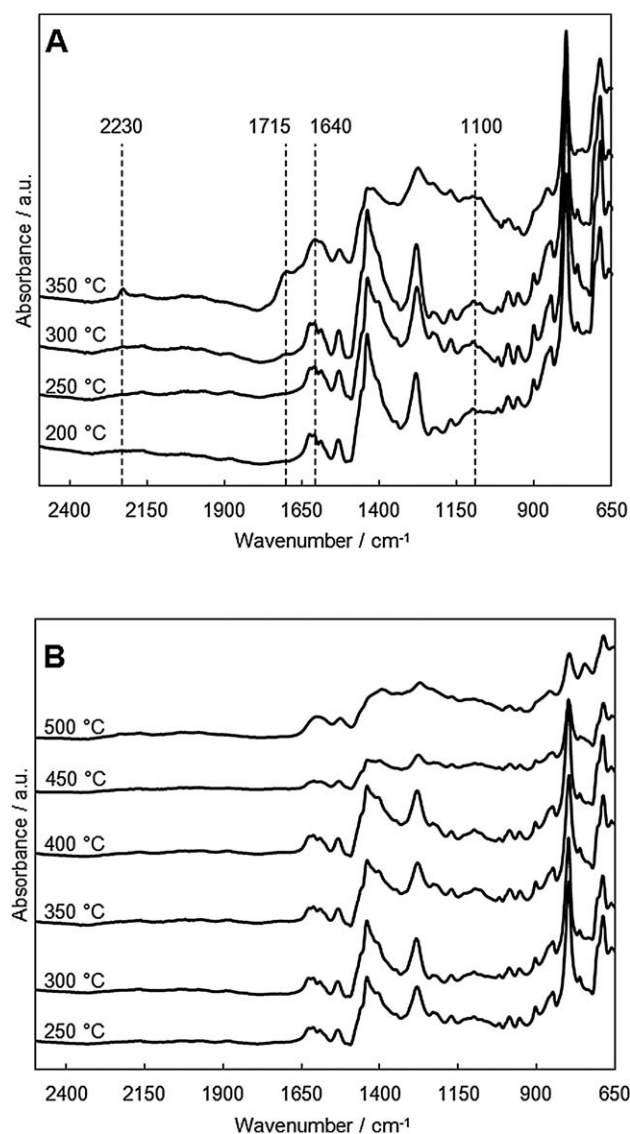 A
2230 1715 1640 1100
350 °C
300 °C
250 °C
200 °C
Absorbance / a.u.
2400 2150 1900 1650 1400 1150 900 650
Wavenumber / cm⁻¹
B
500 °C
450 °C
400 °C
350 °C
300 °C
250 °C
Absorbance / a.u.
2400 2150 1900 1650 1400 1150 900 650
Wavenumber / cm⁻¹